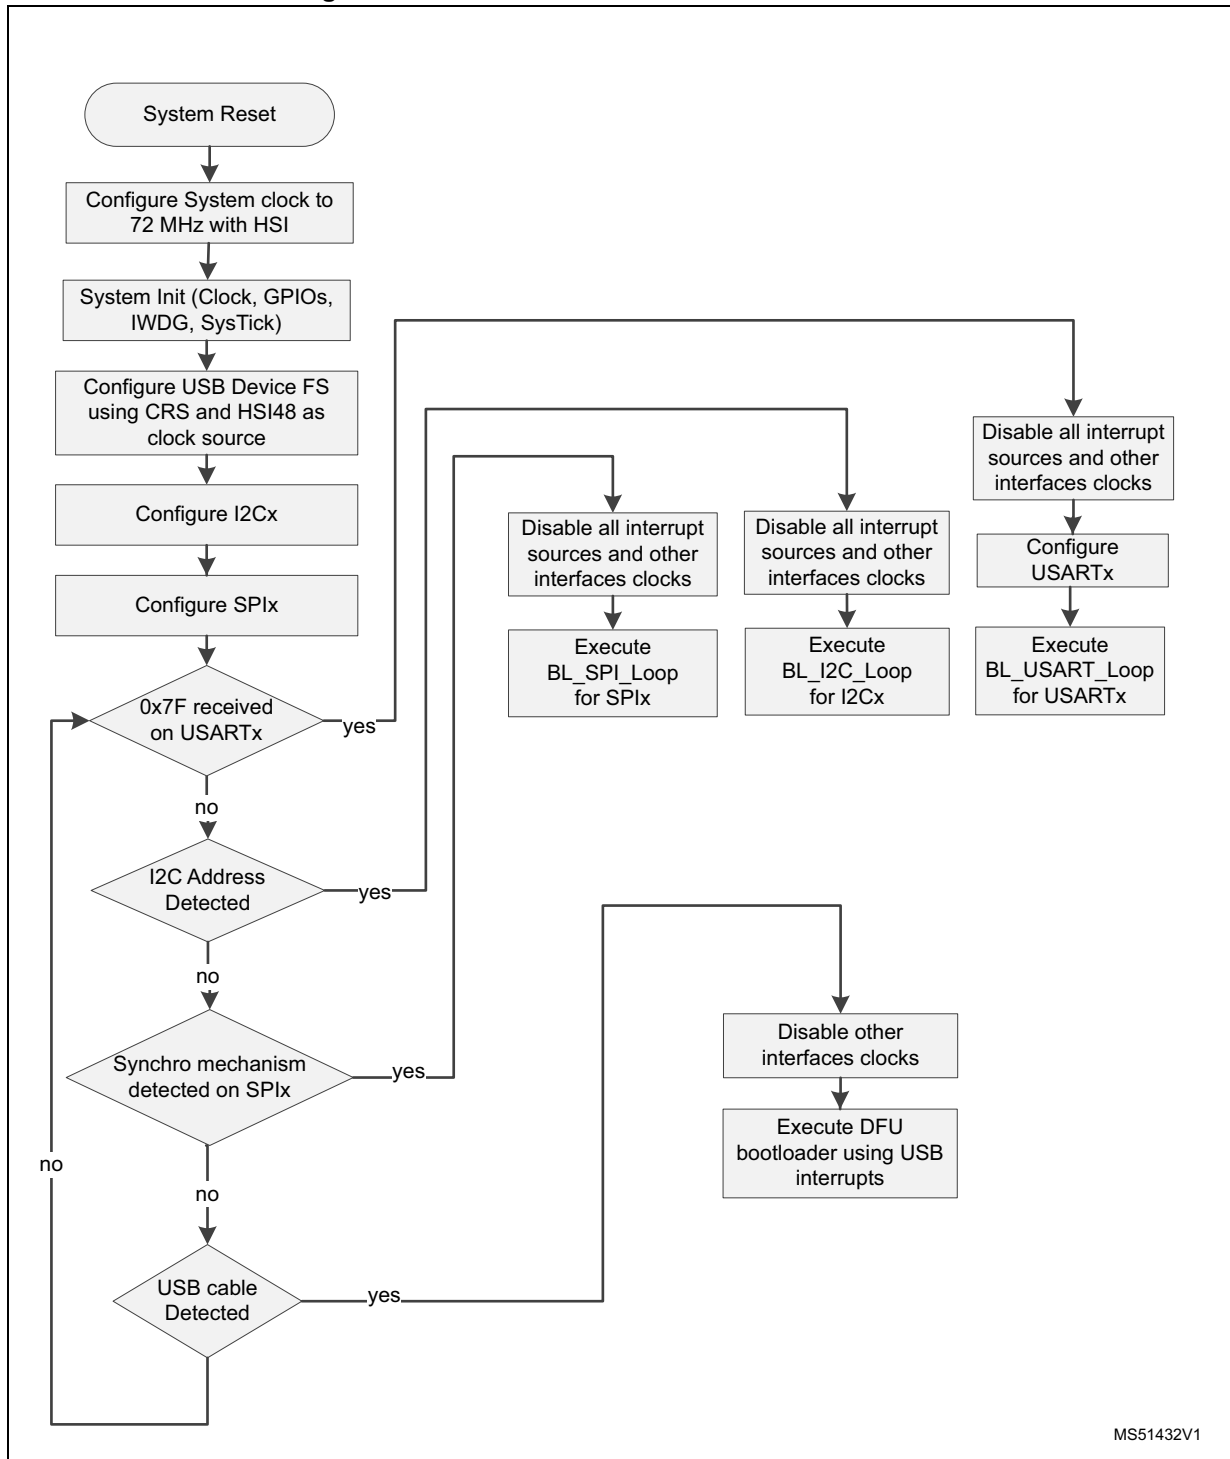 System Reset
Configure System clock to
72 MHz with HSI
System Init (Clock, GPIOs,
IWDG, SysTick)
Configure USB Device FS
using CRS and HSI48 as
clock source
Configure I2Cx
Configure SPIx
0x7F received
on USARTx
yes
no
I2C Address
Detected
yes
no
Synchro mechanism
detected on SPIx
yes
no
no
USB cable
Detected
yes
Disable all interrupt
sources and other
interfaces clocks
Execute
BL_SPI_Loop
for SPIx
Disable all interrupt
sources and other
interfaces clocks
Execute
BL_I2C_Loop
for I2Cx
Disable all interrupt
sources and other
interfaces clocks
Configure
USARTx
Execute
BL_USART_Loop
for USARTx
Disable other
interfaces clocks
Execute DFU
bootloader using USB
interrupts
MS51432V1